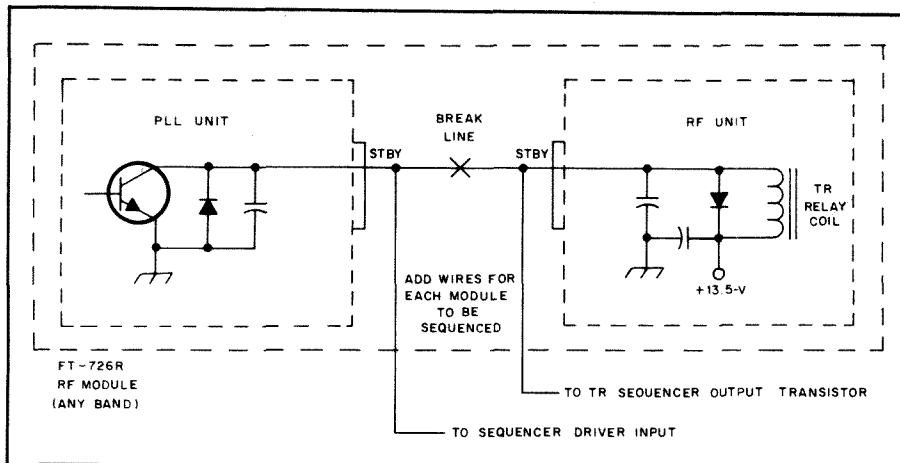 PLL UNIT
BREAK
LINE
RF UNIT
STBY
STBY
TR
RELAY
COIL
+13.5-V
ADD WIRES FOR
EACH MODULE
TO BE
SEQUENCED
FT-726R
RF MODULE
(ANY BAND)
TO TR SEQUENCER OUTPUT TRANSISTOR
TO SEQUENCER DRIVER INPUT